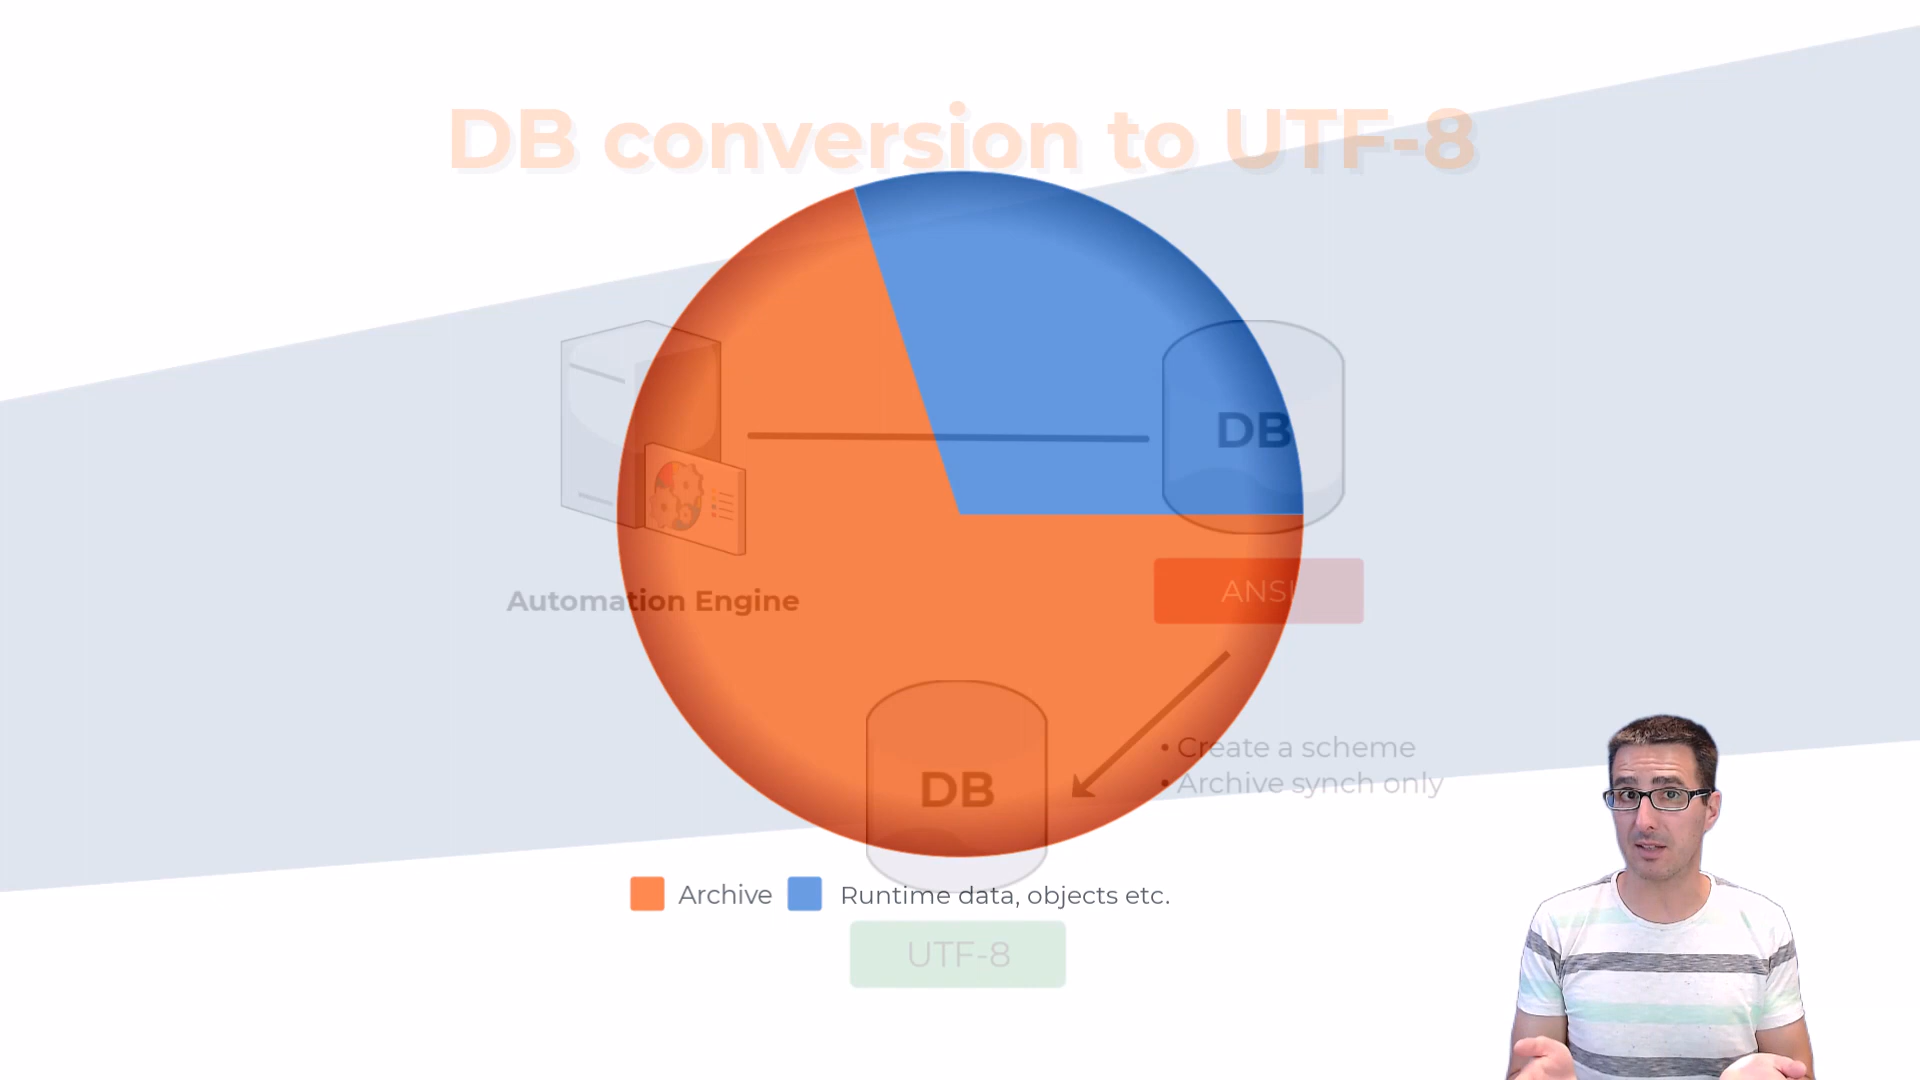 DB conversion to UTF-8
DB
Automation Engine
ANSI
• Create a scheme
• Archive synch only
DB
Archive
Runtime data, objects etc.
UTF-8